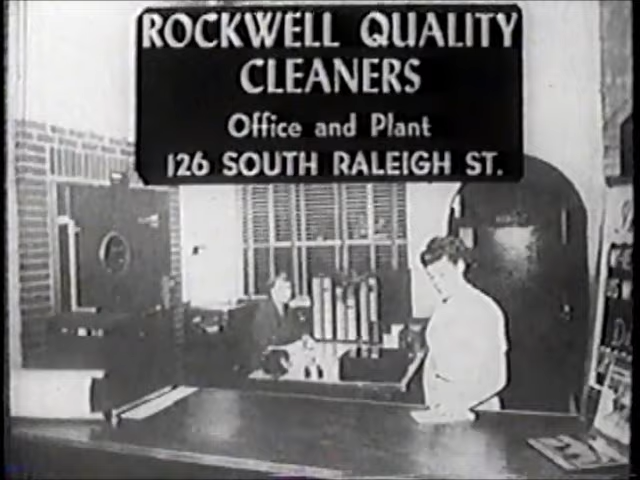 ROCKWELL QUALITY
CLEANERS
Office and Plant
126 SOUTH RALEIGH ST.